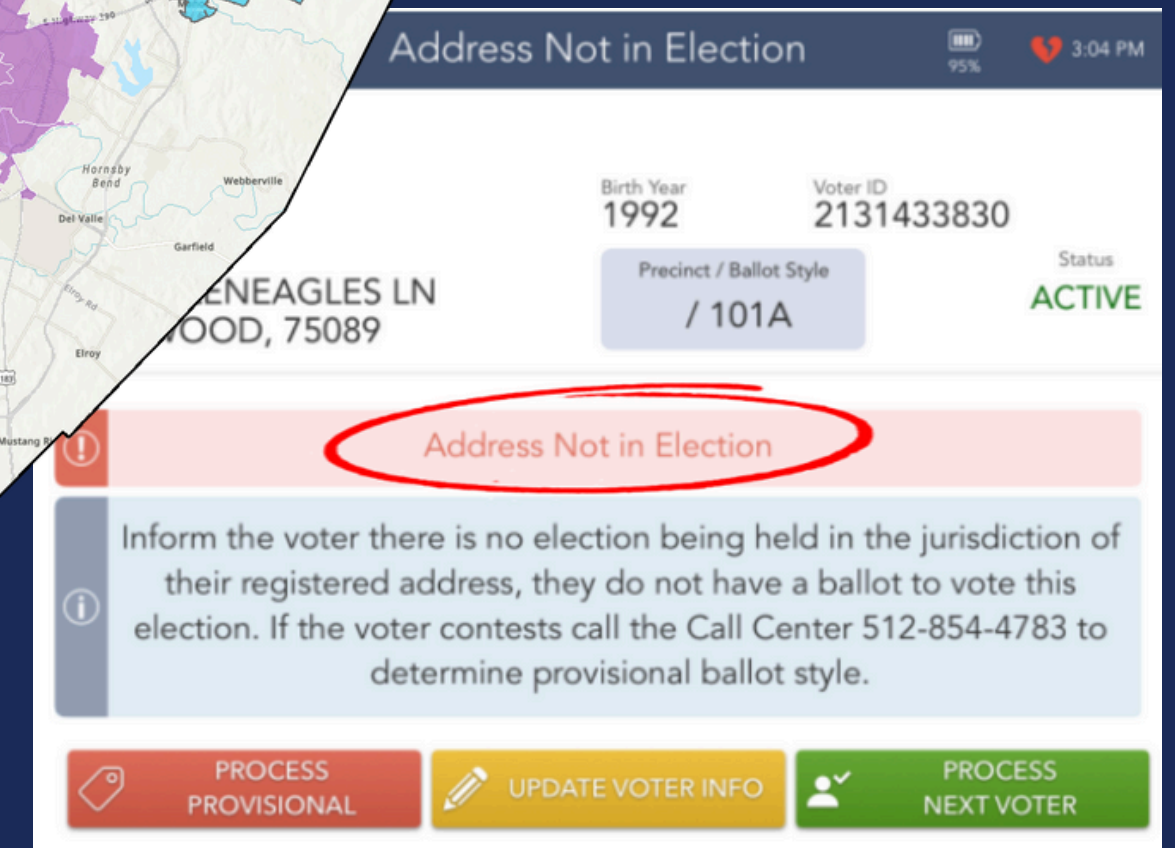 Address Not in Election
95%
3:04 PM
Birth Year
1992
Voter ID
2131433830
Precinct / Ballot Style
/ 101A
Status
ACTIVE
ENEAGLES LN
WOOD, 75089
Address Not in Election
Inform the voter there is no election being held in the jurisdiction of
their registered address, they do not have a ballot to vote this
election. If the voter contests call the Call Center 512-854-4783 to
determine provisional ballot style.
PROCESS
PROVISIONAL
UPDATE VOTER INFO
PROCESS
NEXT VOTER
Hornsby
Bend
Webberville
Del Valle
Garfield
Elroy Rd
Elroy
183
Mustang